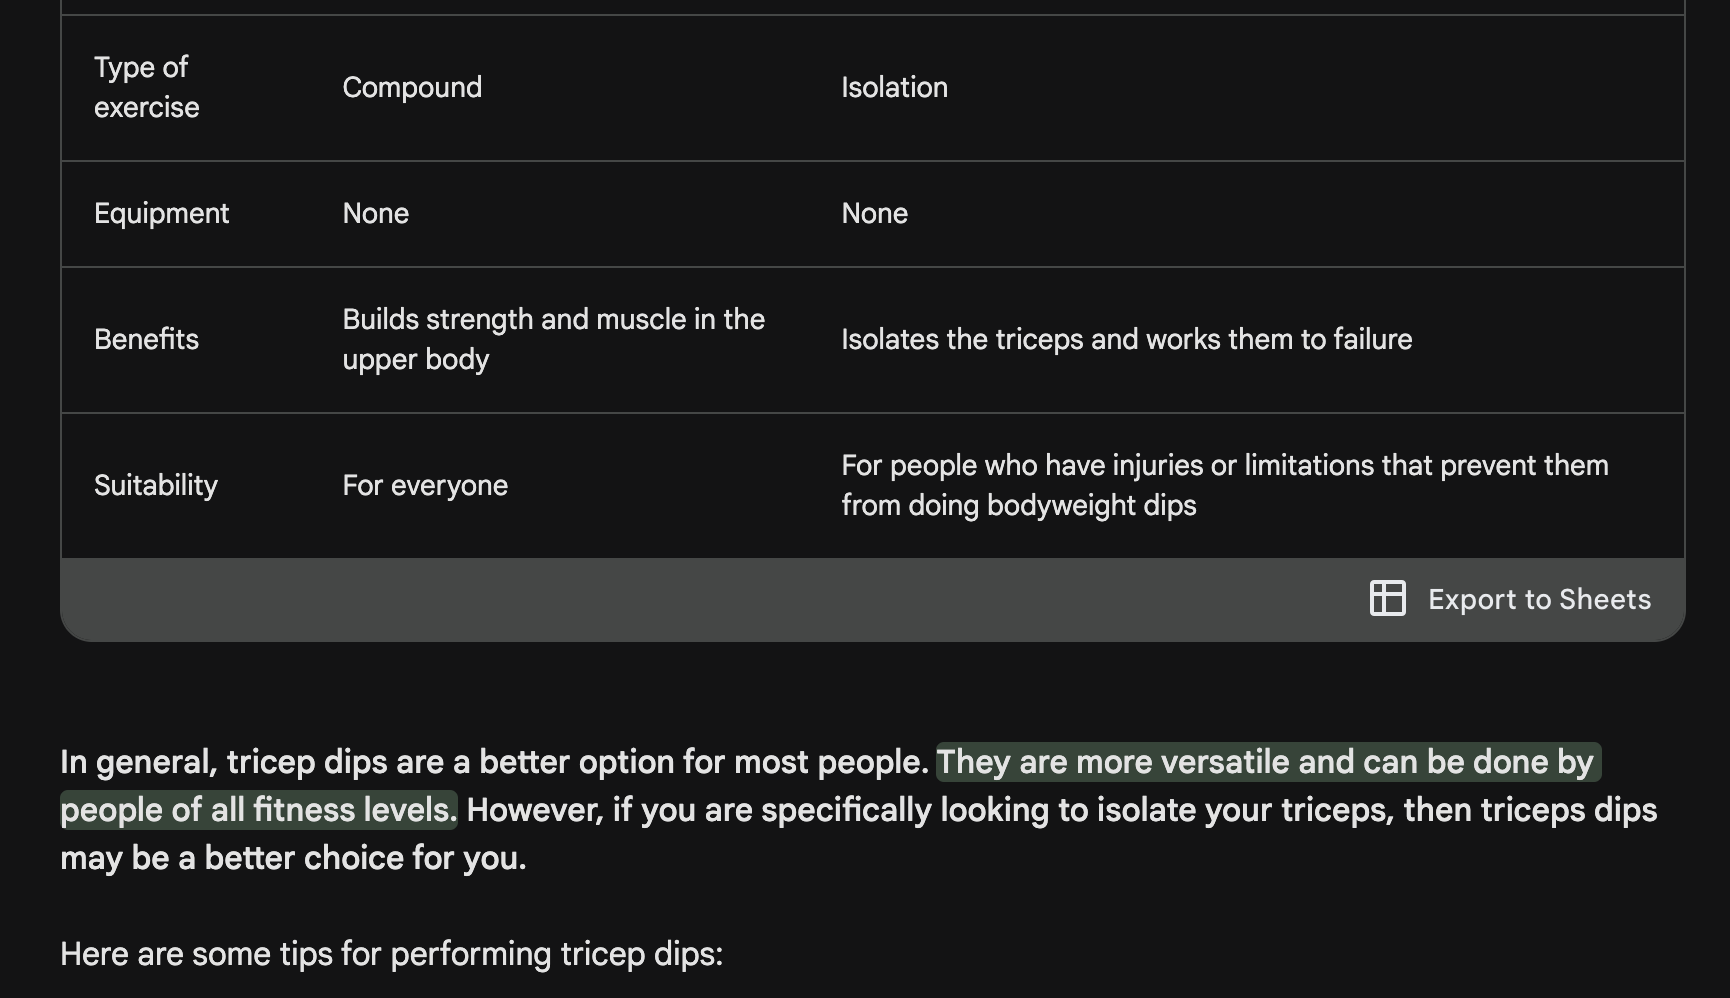 Type of
exercise
Compound
Isolation
Equipment
None
None
Benefits
Builds strength and muscle in the
upper body
Isolates the triceps and works them to failure
Suitability
For everyone
For people who have injuries or limitations that prevent them
from doing bodyweight dips
Export to Sheets
In general, tricep dips are a better option for most people. They are more versatile and can be done by
people of all fitness levels. However, if you are specifically looking to isolate your triceps, then triceps dips
may be a better choice for you.
Here are some tips for performing tricep dips: